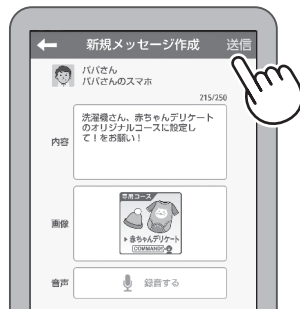 新規メッセージ作成
送信
パパさん
パパさんのスマホ
215/250
内容
洗濯機さん、赤ちゃんデリケート
のオリジナルコースに設定し
て！をお願い！
画像
専用コース
赤ちゃんデリケート
COMMAND
音声
録音する